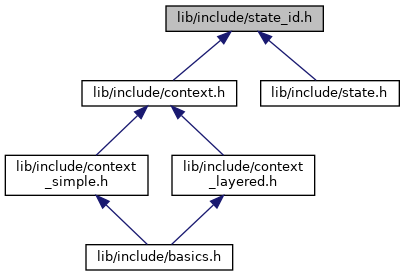 lib/include/state_id.h
lib/include/context.h
lib/include/state.h
lib/include/context
_simple.h
lib/include/context
_layered.h
lib/include/basics.h